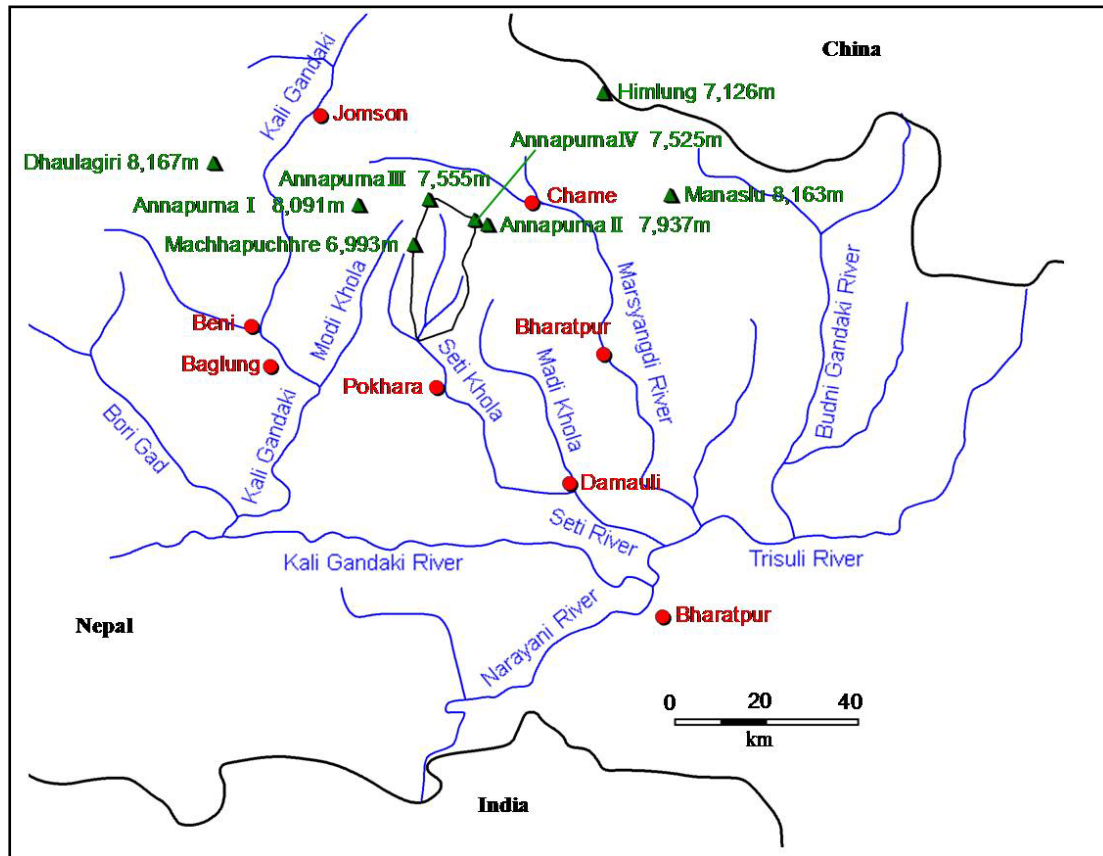 China
Kali Gandaki
Himlung 7,126m
Jomson
Annapurna IV 7,525m
Dhaulagiri 8,167m
Annapurna III 7,555m
Chame
Manaslu 8,163m
Annapurna I 8,091m
Annapurna II 7,937m
Machhapuchhre 6,993m
Modi Khola
Marsyangdi River
Budni Gandaki River
Beni
Bharatpur
Baglung
Seti Khola
Madi Khola
Pokhara
Bori Gad
Kali Gandaki
Damauli
Seti River
Kali Gandaki River
Trisuli River
Nepal
Narayani River
Bharatpur
0 20 40
km
India